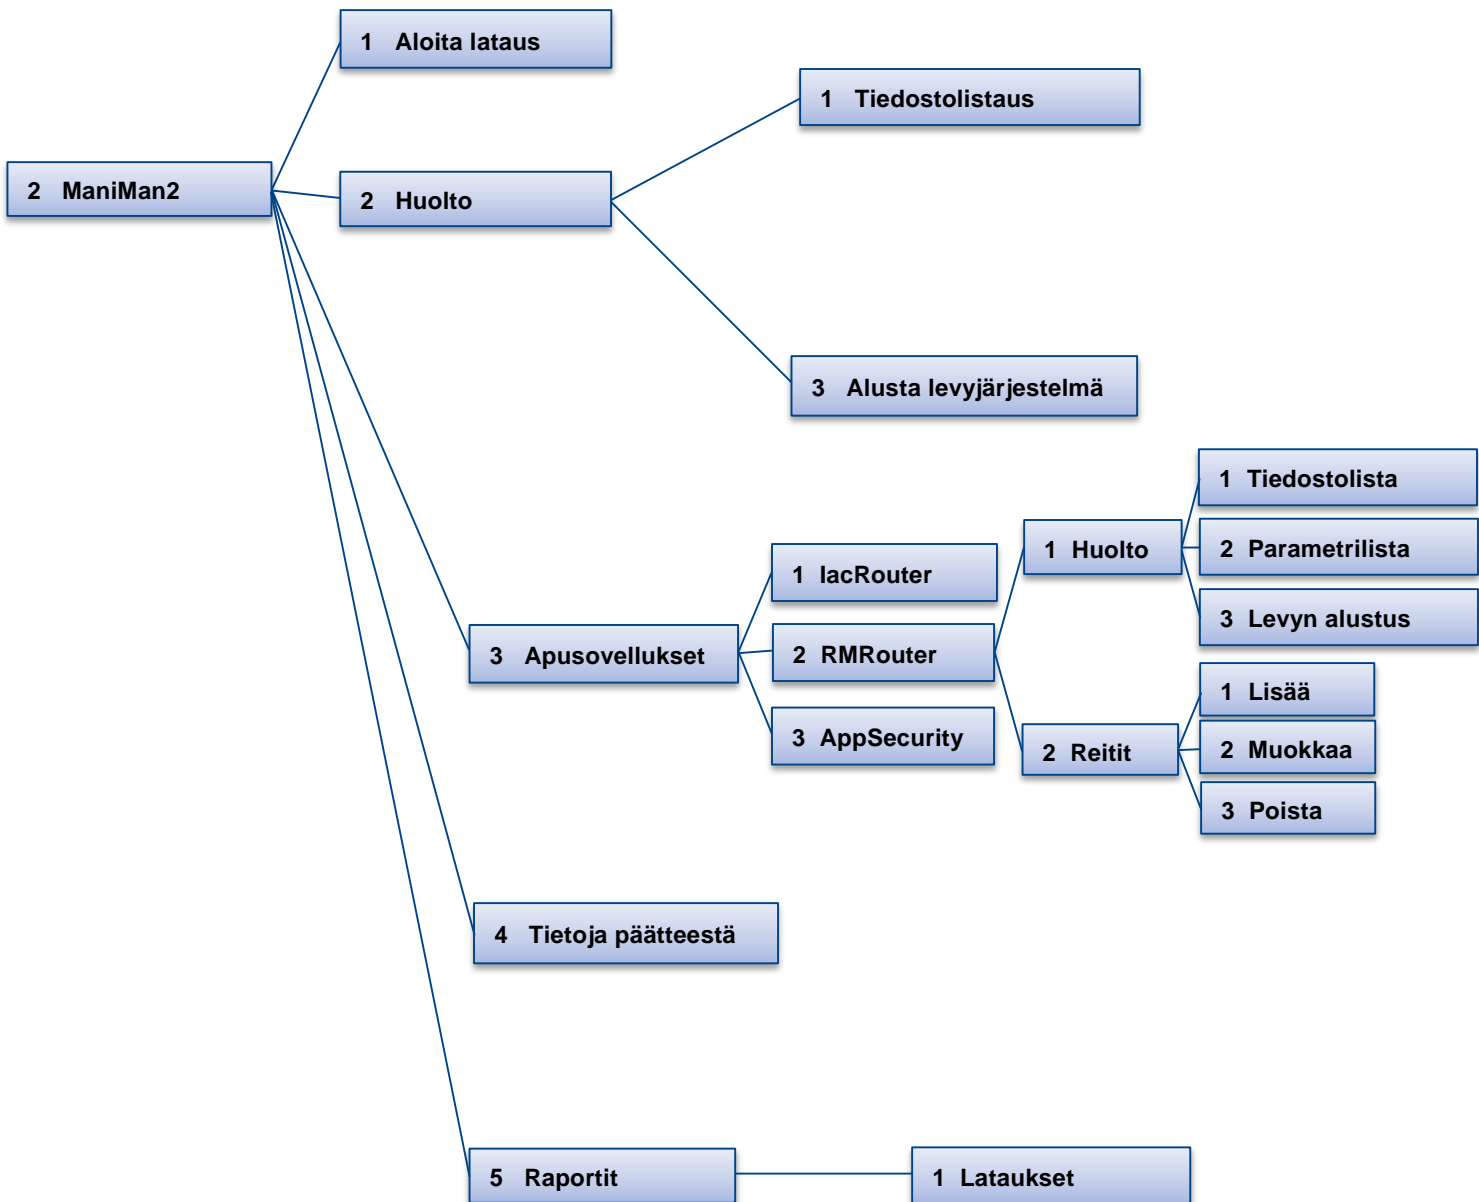 2 ManiMan2
1 Aloita lataus
2 Huolto
1 Tiedostolistaus
3 Alusta levyjärjestelmä
3 Apusovellukset
1 IacRouter
2 RMRouter
1 Huolto
1 Tiedostolista
2 Parametrilista
3 Levyn alustus
2 Reitit
1 Lisää
2 Muokkaa
3 Poista
3 AppSecurity
4 Tietoja päätteestä
5 Raportit
1 Lataukset